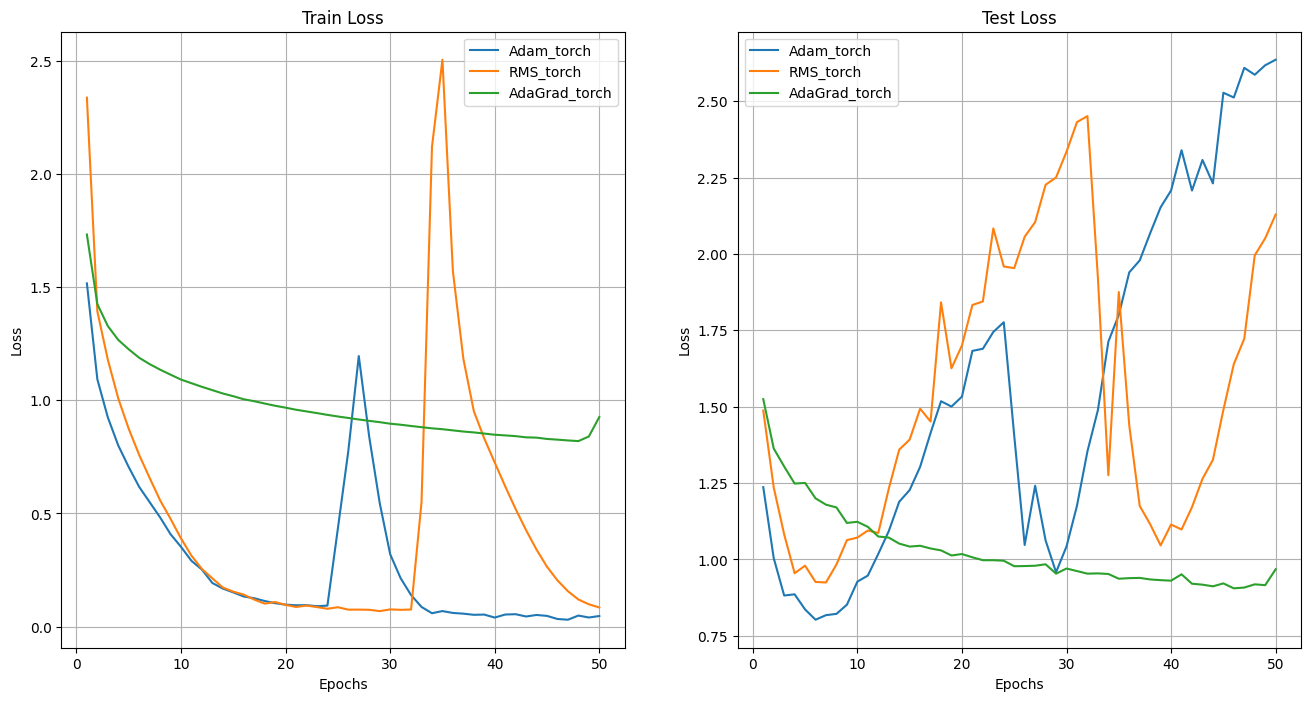 Train Loss
Adam_torch
RMS_torch
AdaGrad_torch
Loss
2.5
2.0
1.5
1.0
0.5
0.0
0 10 20 30 40 50
Epochs
Test Loss
Adam_torch
RMS_torch
AdaGrad_torch
Loss
2.50
2.25
2.00
1.75
1.50
1.25
1.00
0.75
0 10 20 30 40 50
Epochs